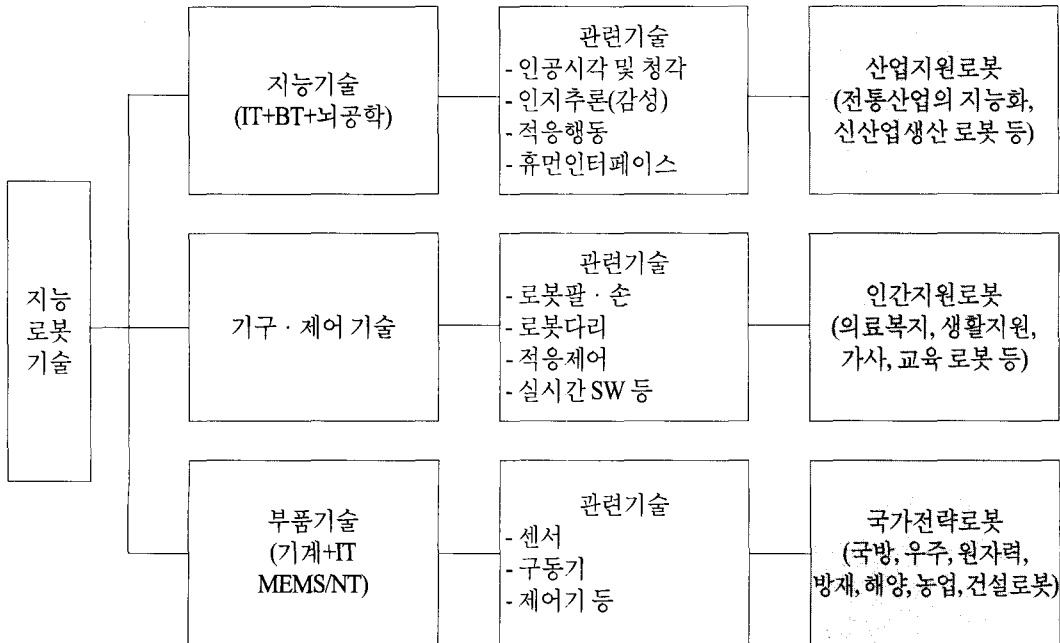 지능
로봇
기술
지능기술
(IT+BT+뇌공학)
관련기술
- 인공시각 및 청각
- 인지추론(감성)
- 적응행동
- 휴먼인터페이스
산업지원로봇
(전통산업의 지능화,
신산업생산 로봇 등)
기구 · 제어 기술
관련기술
- 로봇팔 · 손
- 로봇다리
- 적응제어
- 실시간 SW 등
인간지원로봇
(의료복지, 생활지원,
가사, 교육 로봇 등)
부품기술
(기계+IT
MEMS/NT)
관련기술
- 센서
- 구동기
- 제어기 등
국가전략로봇
(국방, 우주, 원자력,
방재, 해양, 농업, 건설로봇)